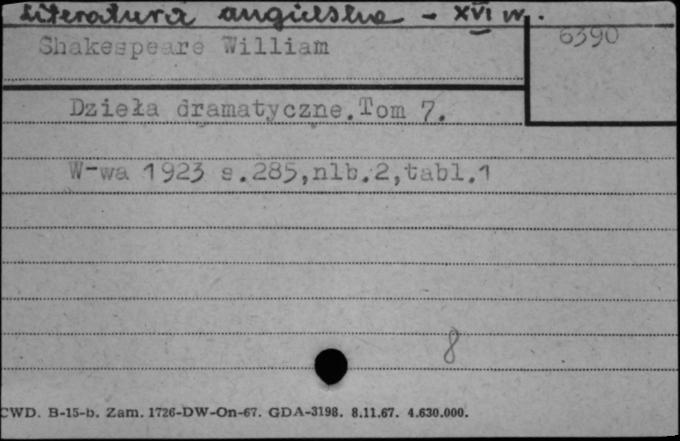 Literatura angielska - XVI w.
Shakespeare William
6390
Dzieła dramatyczne.Tom 7.
W-wa 1923 s.285,nlb.2,tabl.1
8
CWD. B-15-b. Zam. 1726-DW-On-67. GDA-3198. 8.11.67. 4.630.000.